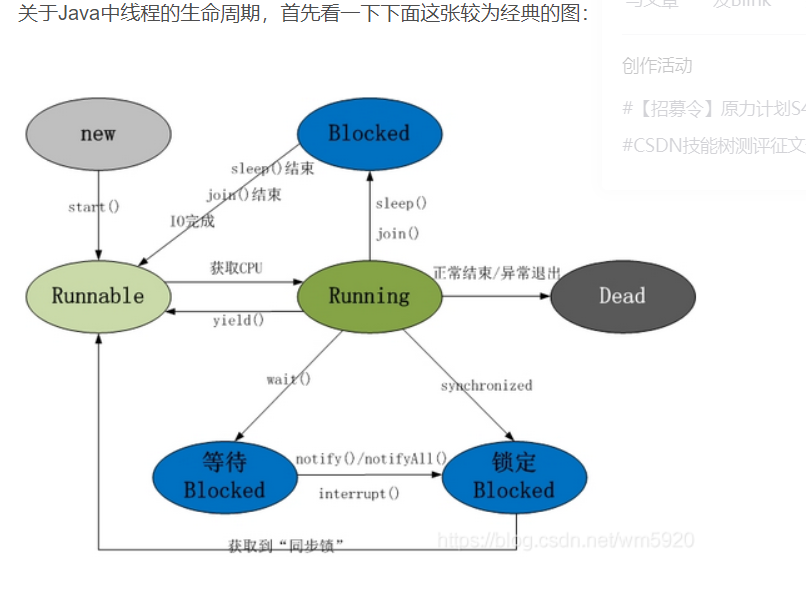 关于Java中线程的生命周期，首先看一下下面这张较为经典的图：
发Blink
创作活动
#【招募令】原力计划S4
#CSDN技能树测评征文
new
Blocked
sleep()结束
join()结束
IO完成
start()
sleep()
join()
获取CPU
正常结束/异常退出
Runnable
Running
Dead
yield()
wait()
synchronized
等待
Blocked
notify()/notifyAll()
interrupt()
锁定
Blocked
获取到“同步锁”
https://blog.csdn.net/wm5920